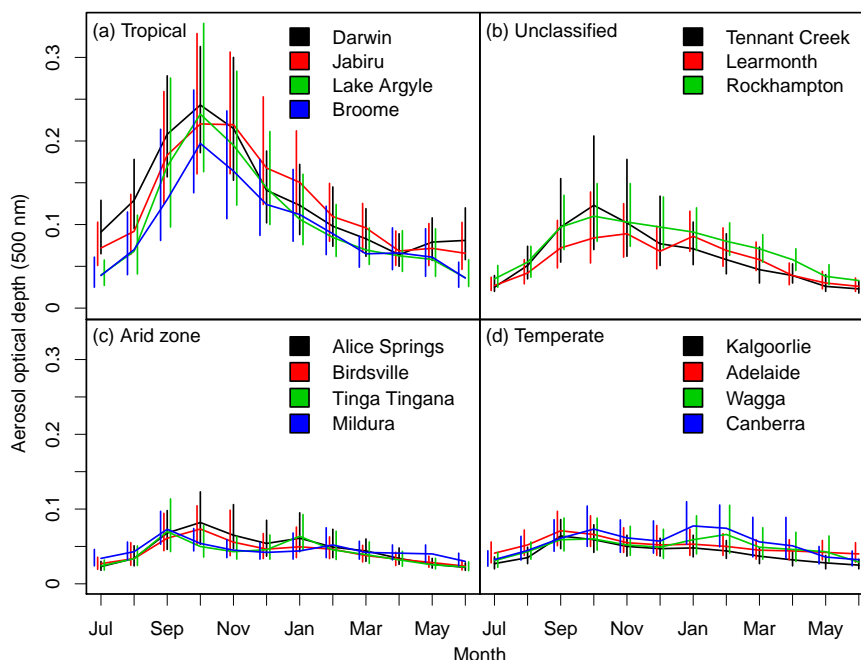 (a) Tropical
Darwin
Jabiru
Lake Argyle
Broome
(b) Unclassified
Tennant Creek
Learmonth
Rockhampton
0.3
0.2
0.1
0
(c) Arid zone
Alice Springs
Birdsville
Tinga Tingana
Mildura
(d) Temperate
Kalgoorlie
Adelaide
Wagga
Canberra
0.3
0.2
0.1
0
Aerosol optical depth (500 nm)
Jul Sep Nov Jan Mar May Jul Sep Nov Jan Mar May
Month